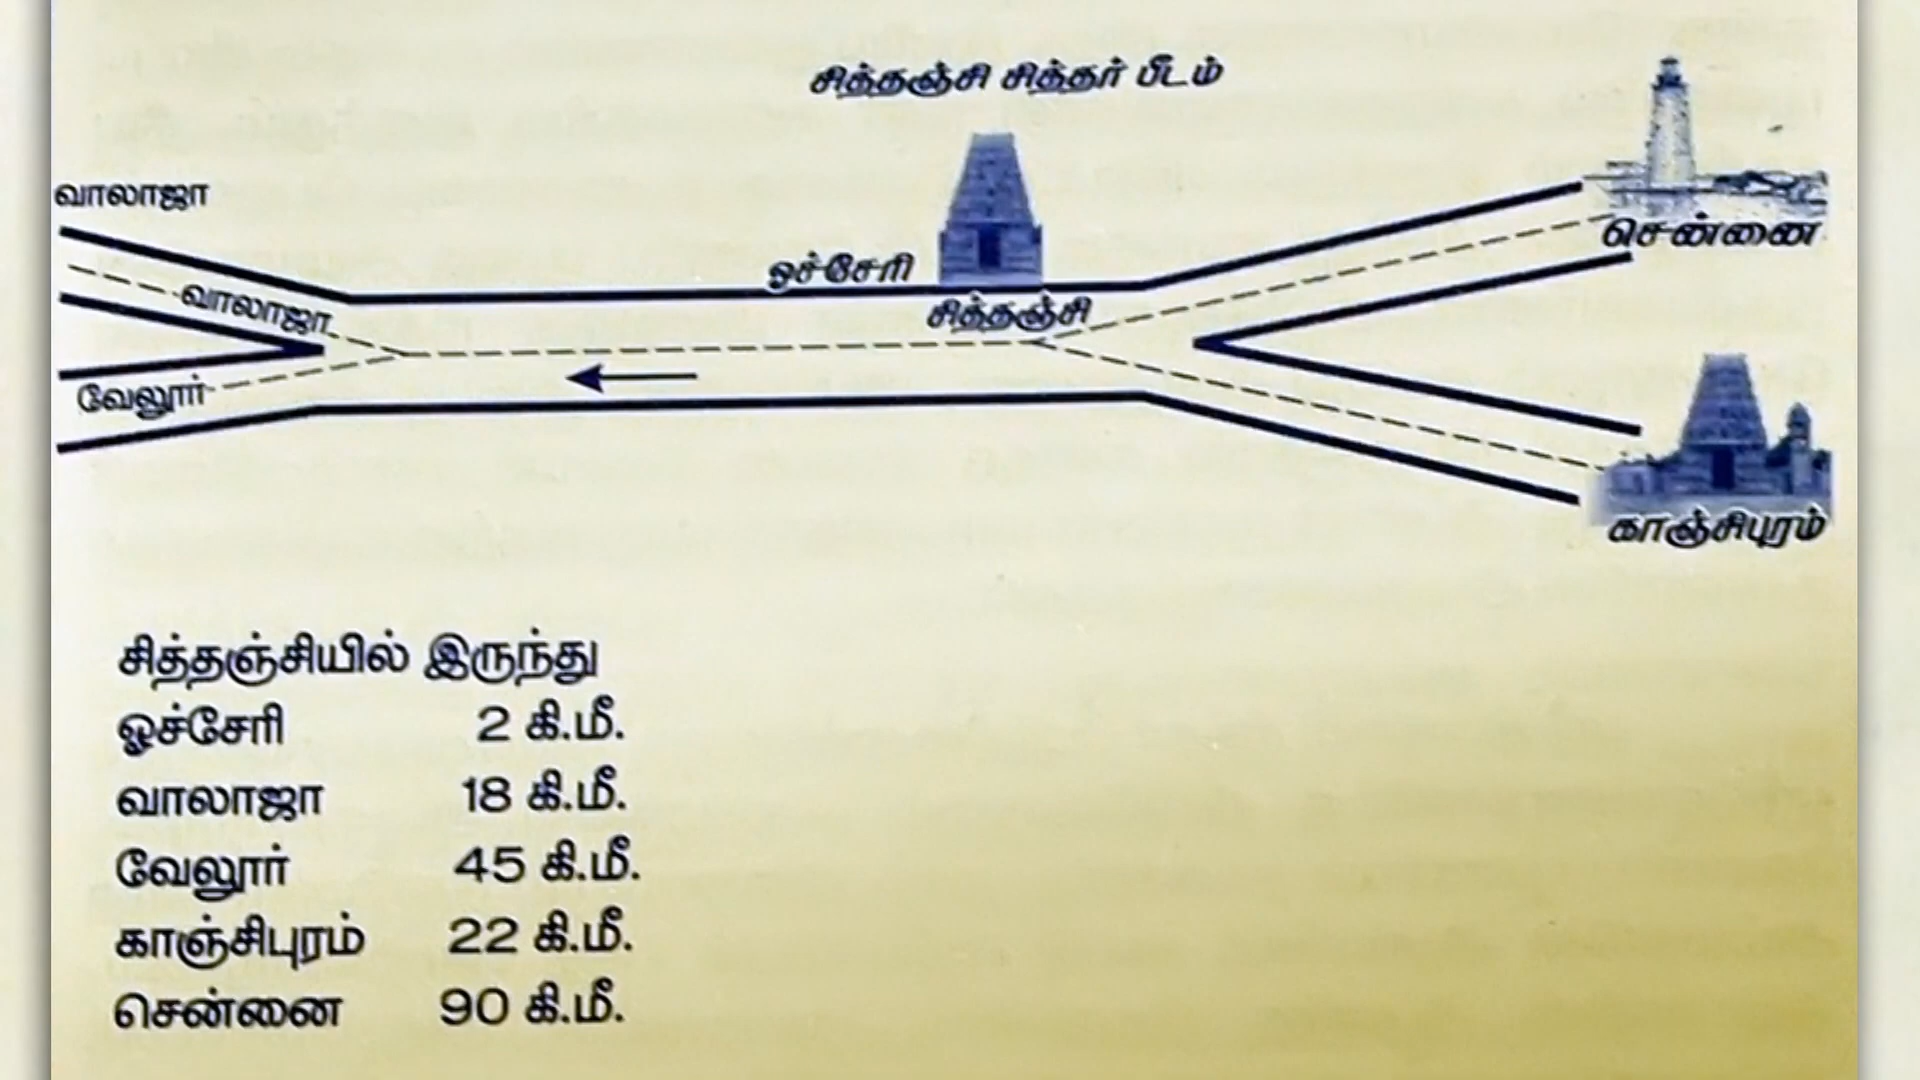 சித்தஞ்சி சித்தர் பீடம்
வாலாஜா
சென்னை
ஓச்சேரி
வாலாஜா
சித்தஞ்சி
வேலூர்
காஞ்சிபுரம்
சித்தஞ்சியில் இருந்து
ஓச்சேரி 2 கி.மீ.
வாலாஜா 18 கி.மீ.
வேலூர் 45 கி.மீ.
காஞ்சிபுரம் 22 கி.மீ.
சென்னை 90 கி.மீ.